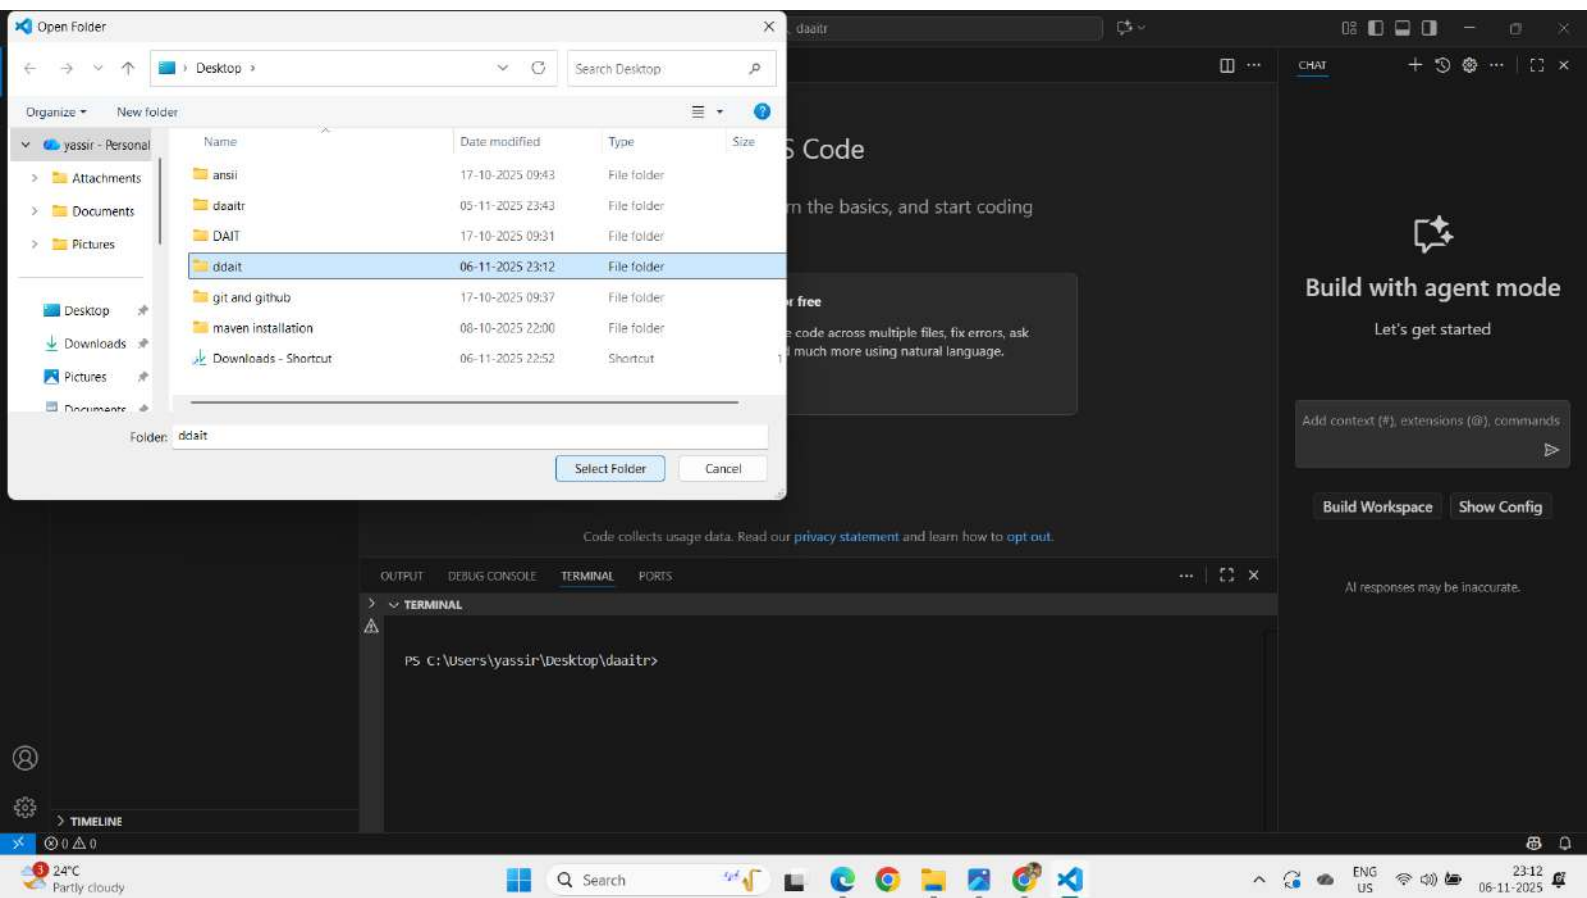 Open Folder
daaitr
Desktop
Search Desktop
Organize
New folder
Name Date modified Type Size
yassir - Personal
Attachments
Documents
Pictures
Desktop
Downloads
Pictures
Documents
ansii 17-10-2025 09:43 File folder
daaitr 05-11-2025 23:43 File folder
DAIT 17-10-2025 09:31 File folder
ddait 06-11-2025 23:12 File folder
git and github 17-10-2025 09:37 File folder
maven installation 08-10-2025 22:00 File folder
Downloads - Shortcut 06-11-2025 22:52 Shortcut 1
Folder: ddait
Select Folder Cancel
S Code
rn the basics, and start coding
r free
e code across multiple files, fix errors, ask
d much more using natural language.
Code collects usage data. Read our privacy statement and learn how to opt out.
OUTPUT DEBUG CONSOLE TERMINAL PORTS
TERMINAL
PS C:\Users\yassir\Desktop\daaitr>
CHAT
Build with agent mode
Let's get started
Add context (#), extensions (@), commands
Build Workspace Show Config
AI responses may be inaccurate.
TIMELINE
0 0
3
24°C
Partly cloudy
Search
ENG
US
23:12
06-11-2025